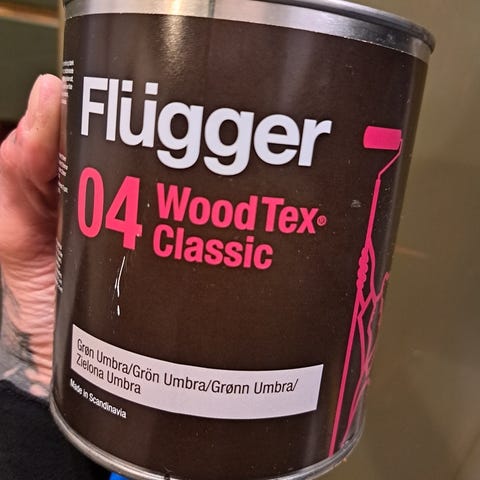 Flügger
04 WoodTex®
Classic
Grøn Umbra/Grön Umbra/Grønn Umbra/
Zielona Umbra
Made in Scandinavia